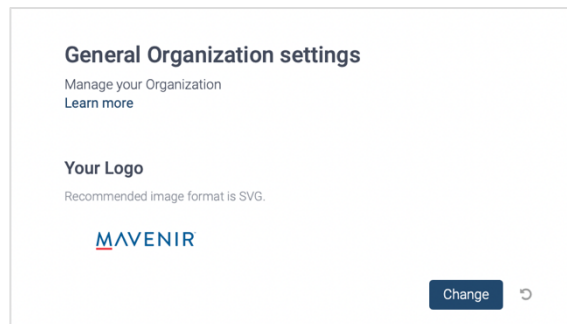 General Organization settings
Manage your Organization
Learn more
Your Logo
Recommended image format is SVG.
MAVENIR
Change